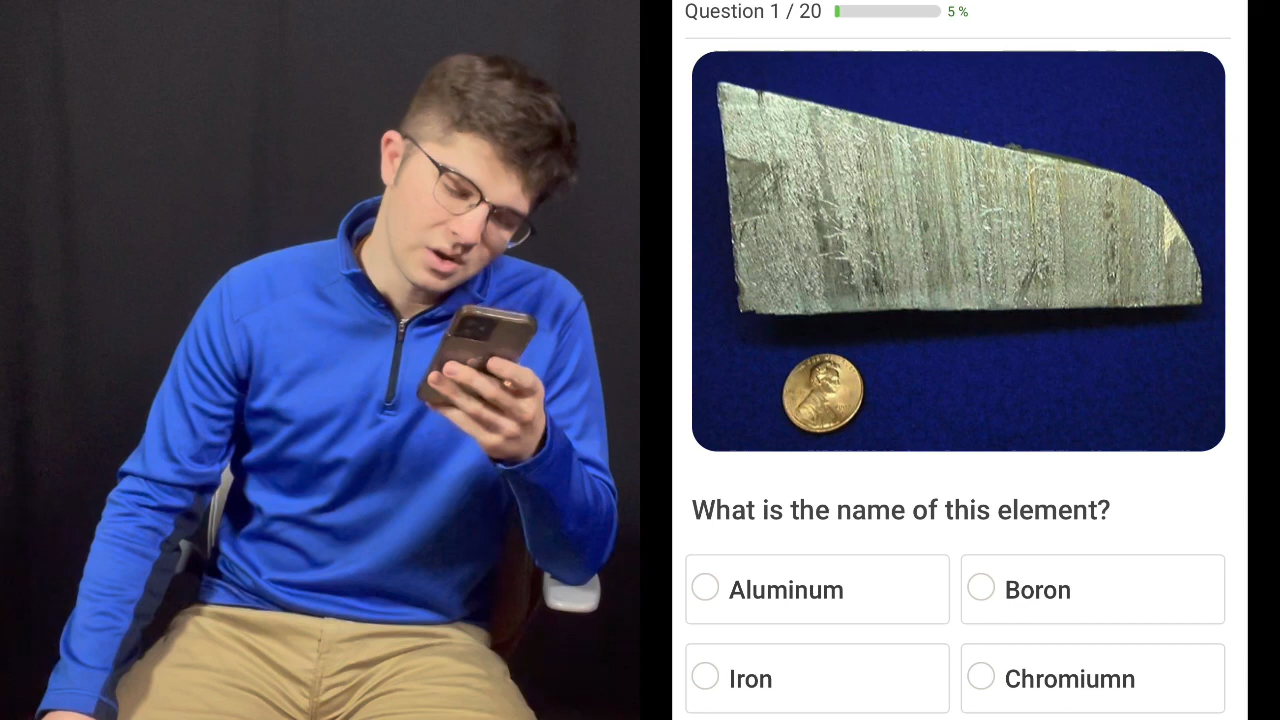 Question 1 / 20 5 %
What is the name of this element?
Aluminum
Boron
Iron
Chromiumn